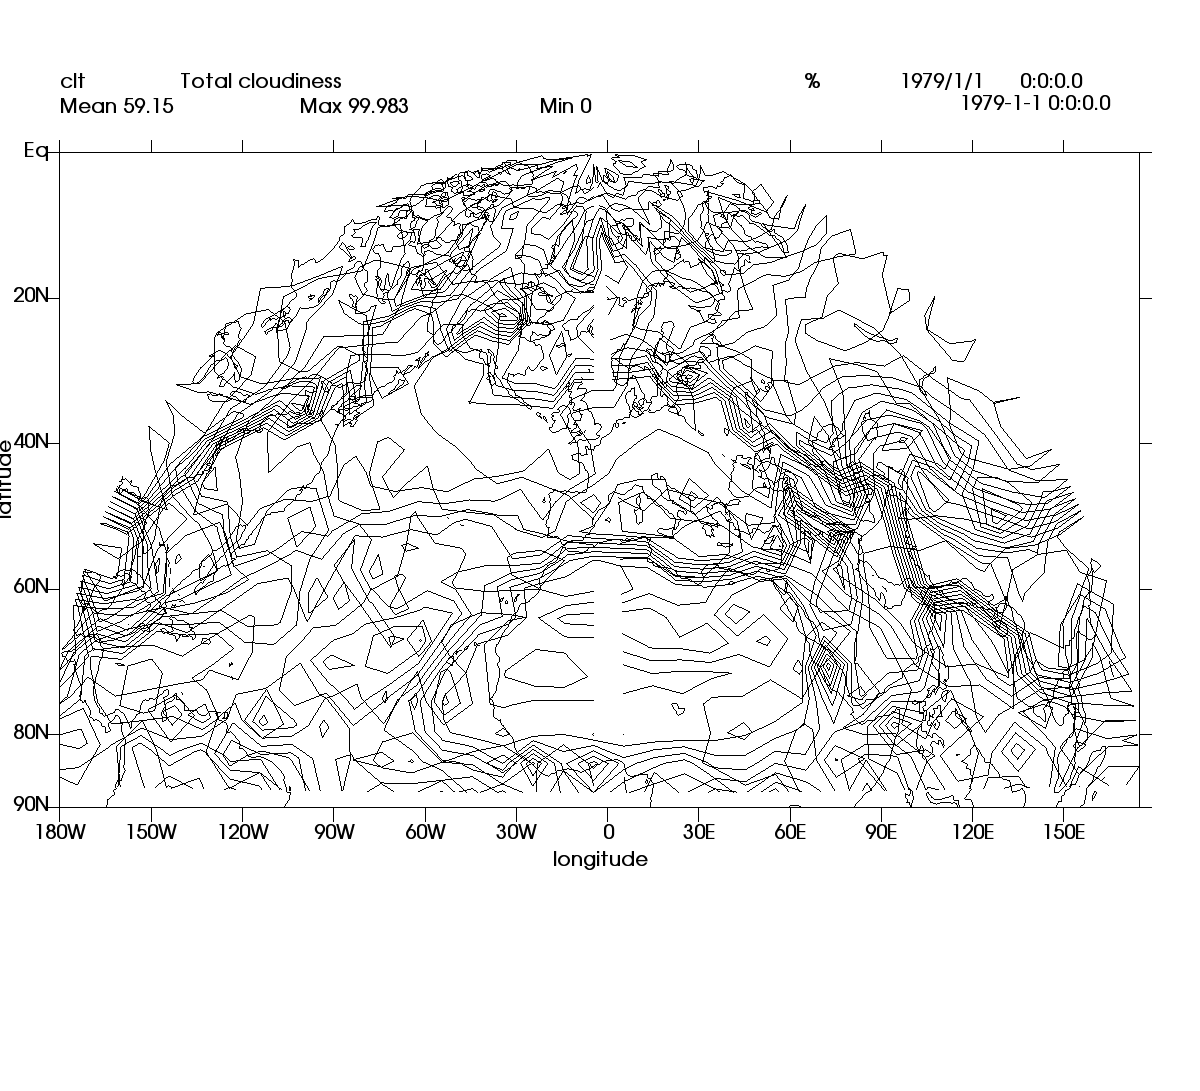 clt Total cloudiness % 1979/1/1 0:0:0.0
Mean 59.15 Max 99.983 Min 0 1979-1-1 0:0:0.0
Eq
20N
40N
latitude
60N
80N
90N
180W 150W 120W 90W 60W 30W 0 30E 60E 90E 120E 150E
longitude